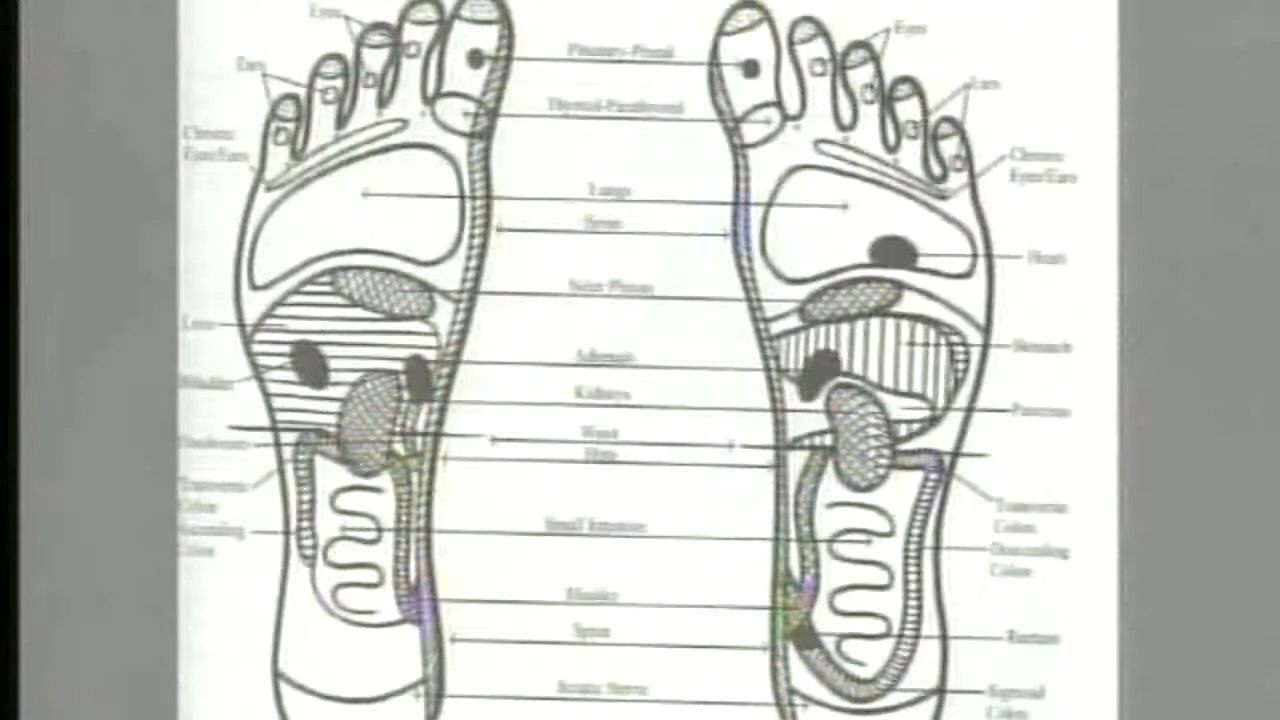 Eyes
Eyes
Ears
Ears
Pituitary-Pineal
Thyroid-Parathyroid
Chronic
Eyes/Ears
Chronic
Eyes/Ears
Lungs
Spine
Heart
Solar Plexus
Liver
Adrenals
Stomach
Kidneys
Pancreas
Waist
Transverse
Colon
Transverse
Colon
Small Intestines
Descending
Colon
Bladder
Spine
Rectum
Sciatic Nerve
Sigmoid
Colon